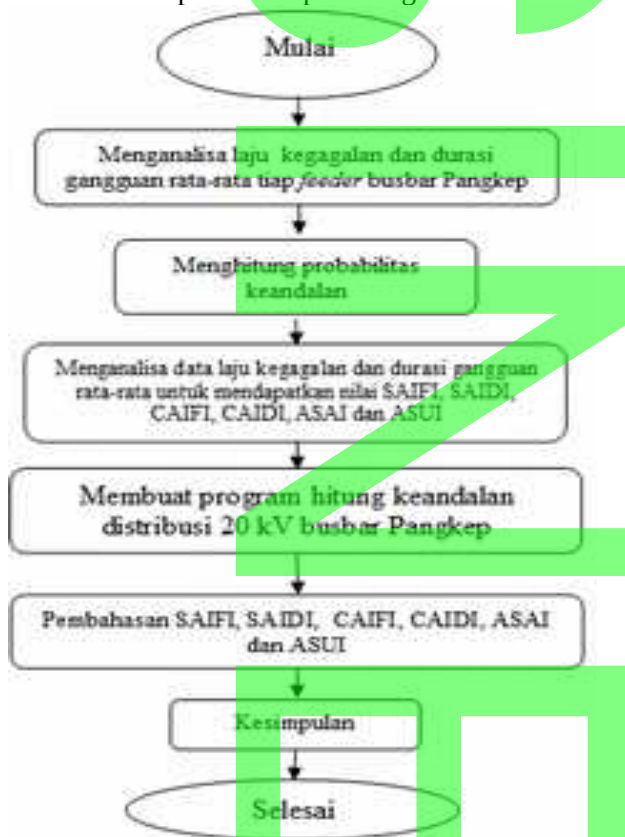 Mulai
Menganalisa laju kegagalan dan durasi
gangguan rata-rata tiap feeder busbar Pangkep
Menghitung probabilitas
keandalan
Menganalisa data laju kegagalan dan durasi gangguan
rata-rata untuk mendapatkan nilai SAIFI, SAIDI,
CAIFI, CAIDI, ASAI dan ASUI
Membuat program hitung keandalan
distribusi 20 kV busbar Pangkep
Pembahasan SAIFI, SAIDI, CAIFI, CAIDI, ASAI
dan ASUI
Kesimpulan
Selesai